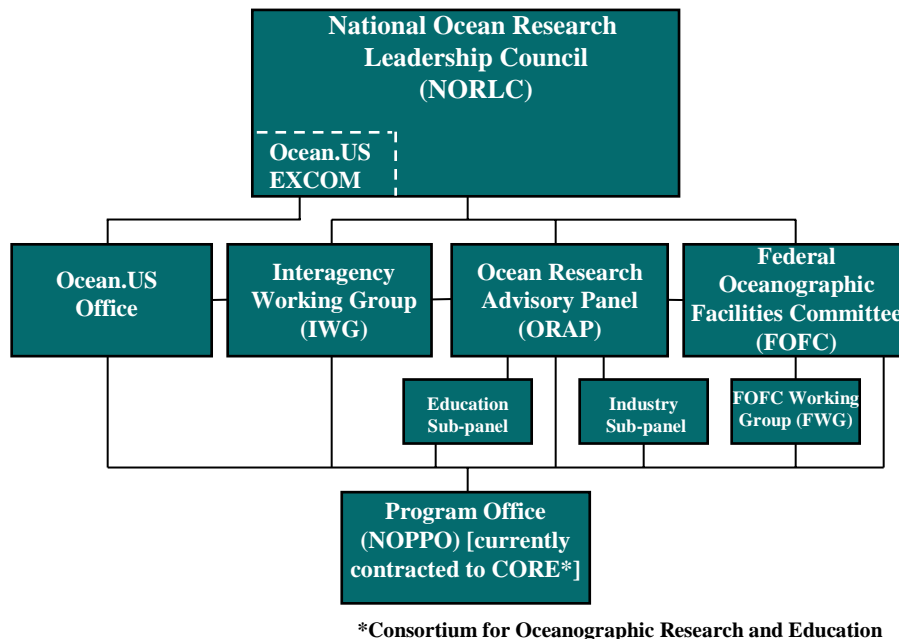 National Ocean Research
Leadership Council
(NORLC)
Ocean.US
EXCOM
Ocean.US
Office
Interagency
Working Group
(IWG)
Ocean Research
Advisory Panel
(ORAP)
Federal
Oceanographic
Facilities Committee
(FOFC)
Education
Sub-panel
Industry
Sub-panel
FOFC Working
Group (FWG)
Program Office
(NOPPO) [currently
contracted to CORE*]
*Consortium for Oceanographic Research and Education